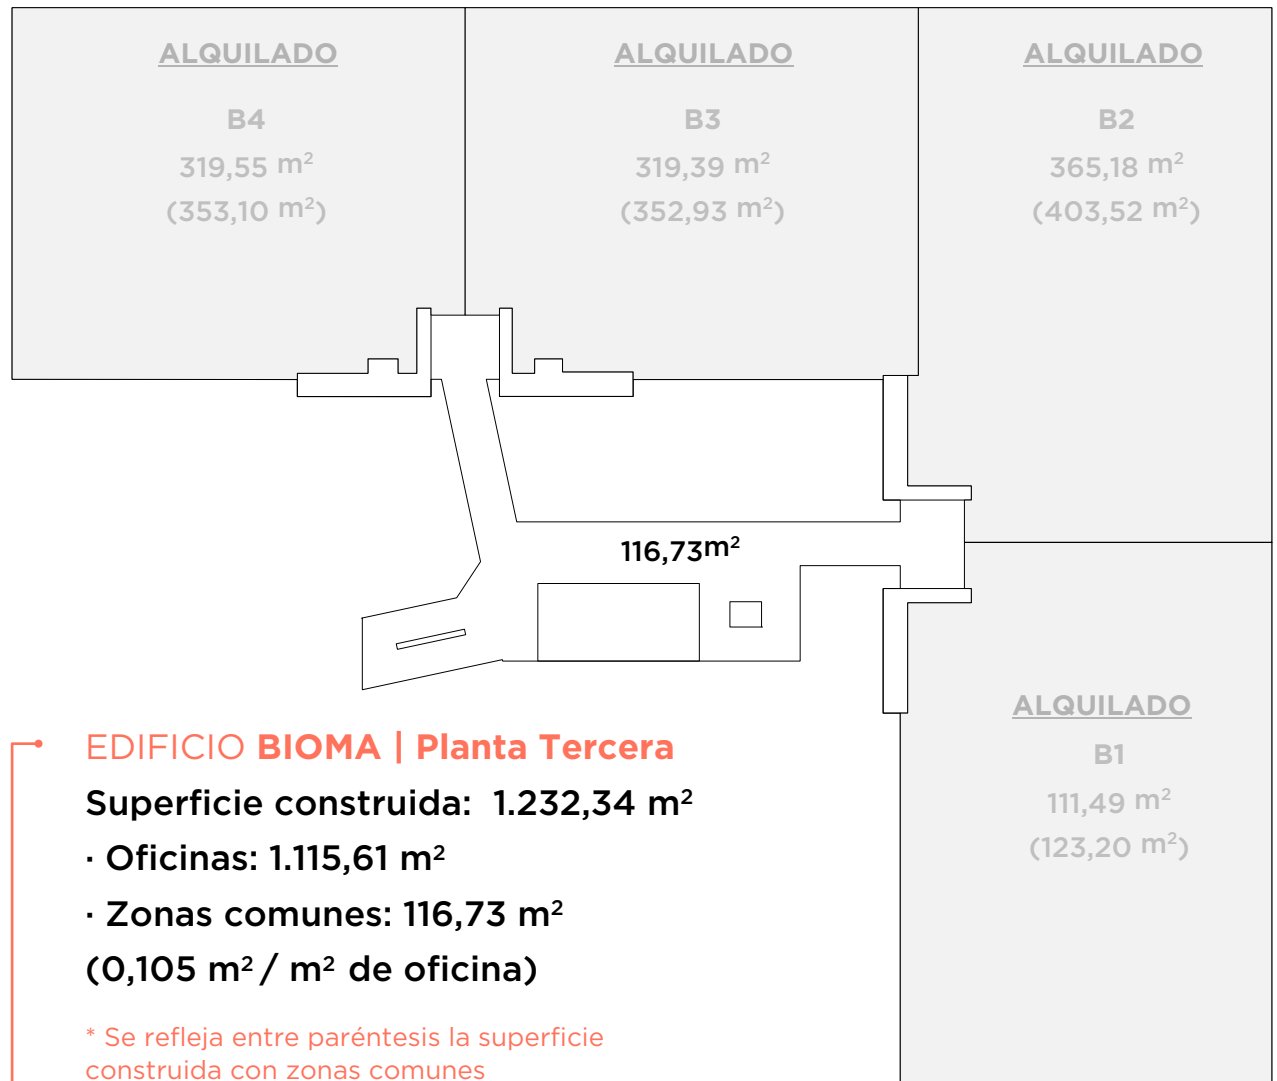 ALQUILADO
B4
319,55 m²
(353,10 m²)
ALQUILADO
B3
319,39 m²
(352,93 m²)
ALQUILADO
B2
365,18 m²
(403,52 m²)
116,73m²
ALQUILADO
B1
111,49 m²
(123,20 m²)
EDIFICIO BIOMA | Planta Tercera
Superficie construida: 1.232,34 m²
· Oficinas: 1.115,61 m²
· Zonas comunes: 116,73 m²
(0,105 m² / m² de oficina)
* Se refleja entre paréntesis la superficie
construida con zonas comunes